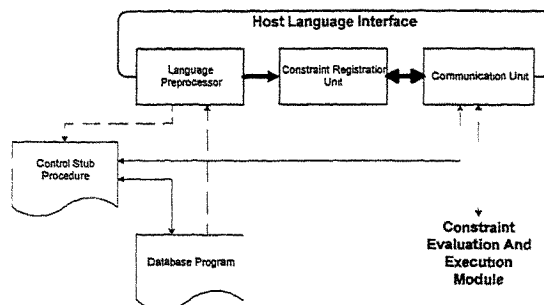 Host Language Interface
Language
Preprocessor
Constraint Registration
Unit
Communication Unit
Control Stub
Procedure
Database Program
Constraint
Evaluation And
Execution
Module